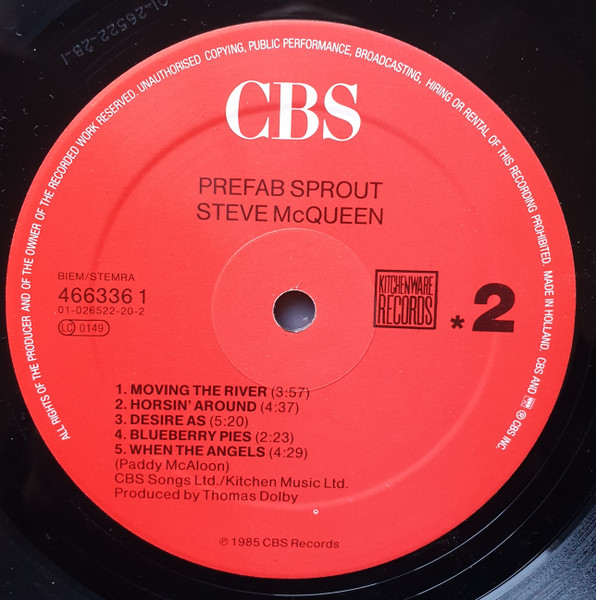 01-26522-2B-1
ALL RIGHTS OF THE PRODUCER AND OF THE OWNER OF THE RECORDED WORK RESERVED. UNAUTHORISED COPYING, PUBLIC PERFORMANCE, BROADCASTING, HIRING OR RENTAL OF THIS RECORDING PROHIBITED. MADE IN HOLLAND. CBS AND ® CBS INC.
CBS
PREFAB SPROUT
STEVE McQUEEN
BIEM/STEMRA
466336 1
01-026522-20-2
LC 0149
KITCHENWARE
RECORDS
* 2
1. MOVING THE RIVER (3:57)
2. HORSIN' AROUND (4:37)
3. DESIRE AS (5:20)
4. BLUEBERRY PIES (2:23)
5. WHEN THE ANGELS (4:29)
(Paddy McAloon)
CBS Songs Ltd./Kitchen Music Ltd.
Produced by Thomas Dolby
℗ 1985 CBS Records